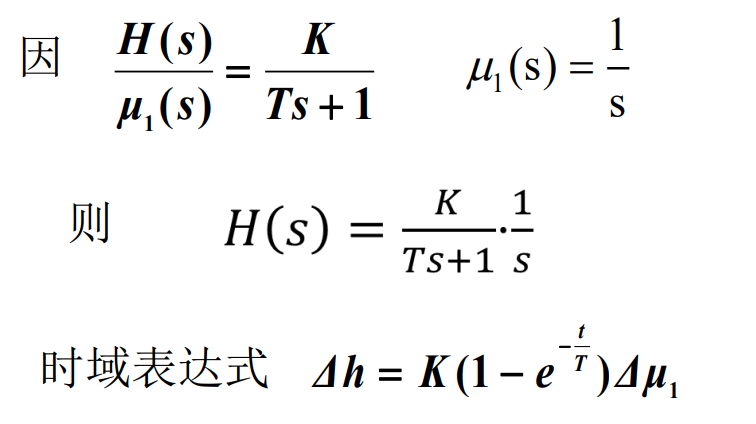 因 H(s)/μ₁(s) = K/(Ts+1) μ₁(s) = 1/s
则 H(s) = K/(Ts+1)·1/s
时域表达式 Δh = K(1 − e^(−t/T))Δμ₁